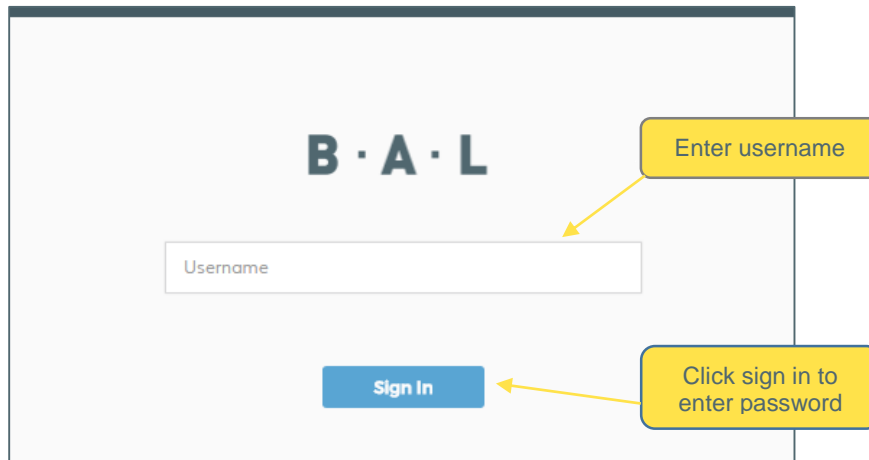 B·A·L
Enter username
Username
Click sign in to
enter password
Sign In